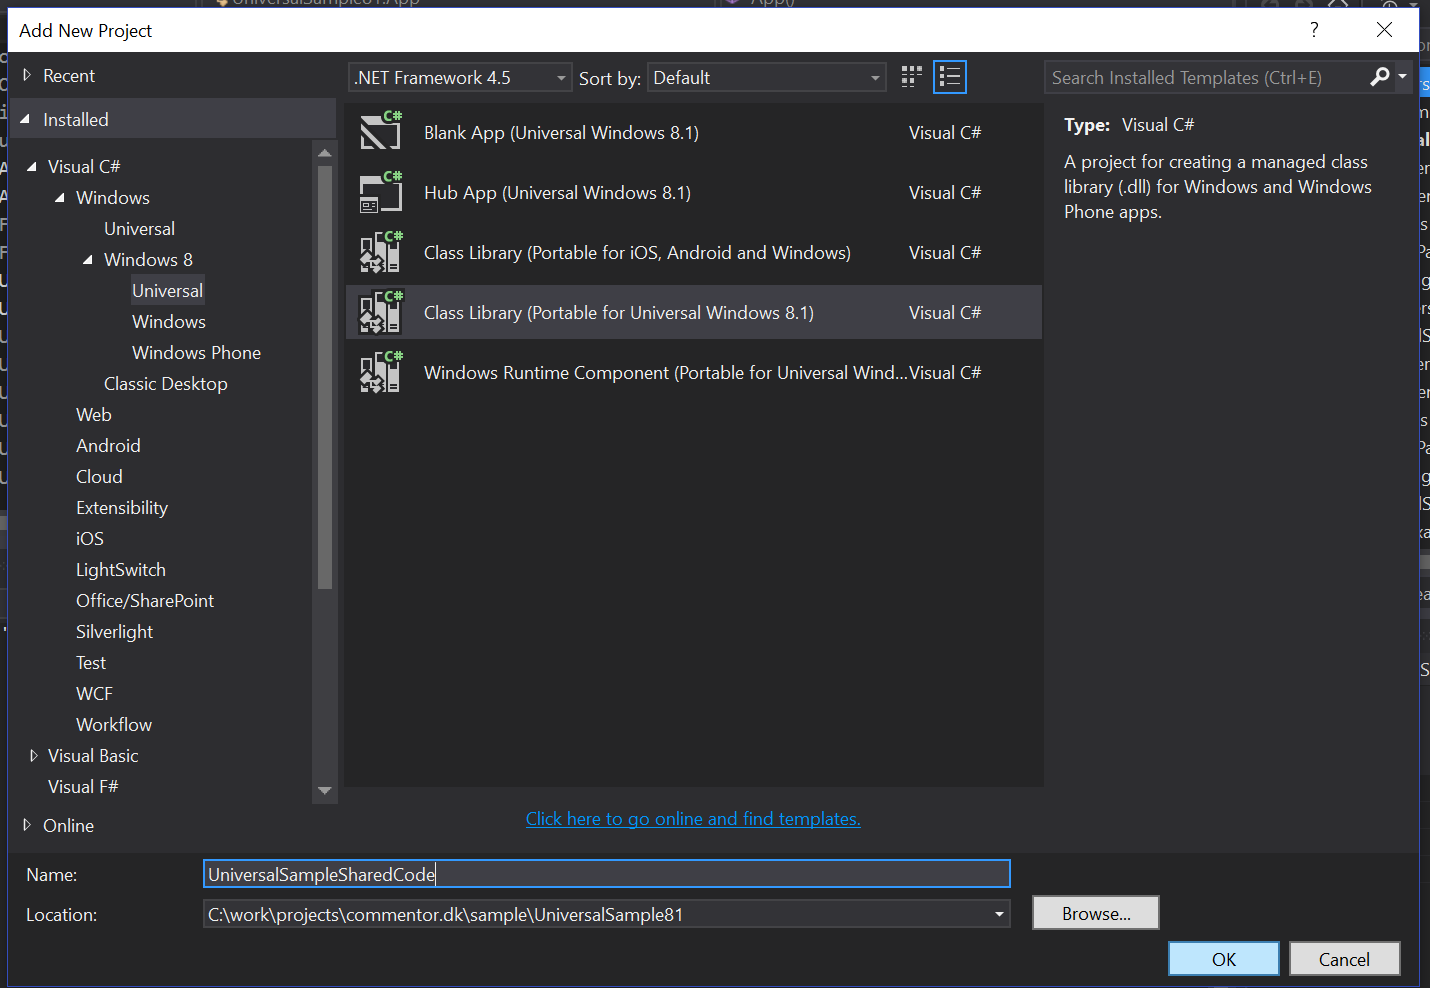 UniversalSample81.App
App()
Add New Project
?
Recent
.NET Framework 4.5
Sort by:
Default
Search Installed Templates (Ctrl+E)
Installed
Visual C#
Windows
Universal
Windows 8
Universal
Windows
Windows Phone
Classic Desktop
Web
Android
Cloud
Extensibility
iOS
LightSwitch
Office/SharePoint
Silverlight
Test
WCF
Workflow
Visual Basic
Visual F#
Online
C#
Blank App (Universal Windows 8.1) Visual C#
C#
Hub App (Universal Windows 8.1) Visual C#
C#
Class Library (Portable for iOS, Android and Windows) Visual C#
C#
Class Library (Portable for Universal Windows 8.1) Visual C#
C#
Windows Runtime Component (Portable for Universal Wind... Visual C#
Type: Visual C#
A project for creating a managed class
library (.dll) for Windows and Windows
Phone apps.
Click here to go online and find templates.
Name: UniversalSampleSharedCode
Location: C:\work\projects\commentor.dk\sample\UniversalSample81
Browse...
OK
Cancel